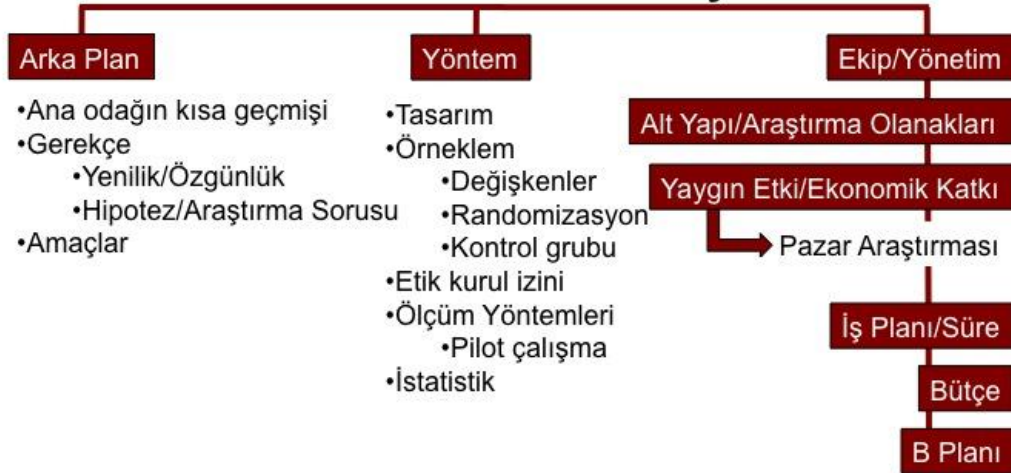 Arka Plan
•Ana odağın kısa geçmişi
•Gerekçe
•Yenilik/Özgünlük
•Hipotez/Araştırma Sorusu
•Amaçlar
Yöntem
•Tasarım
•Örneklem
•Değişkenler
•Randomizasyon
•Kontrol grubu
•Etik kurul izini
•Ölçüm Yöntemleri
•Pilot çalışma
•İstatistik
Ekip/Yönetim
Alt Yapı/Araştırma Olanakları
Yaygın Etki/Ekonomik Katkı
Pazar Araştırması
İş Planı/Süre
Bütçe
B Planı